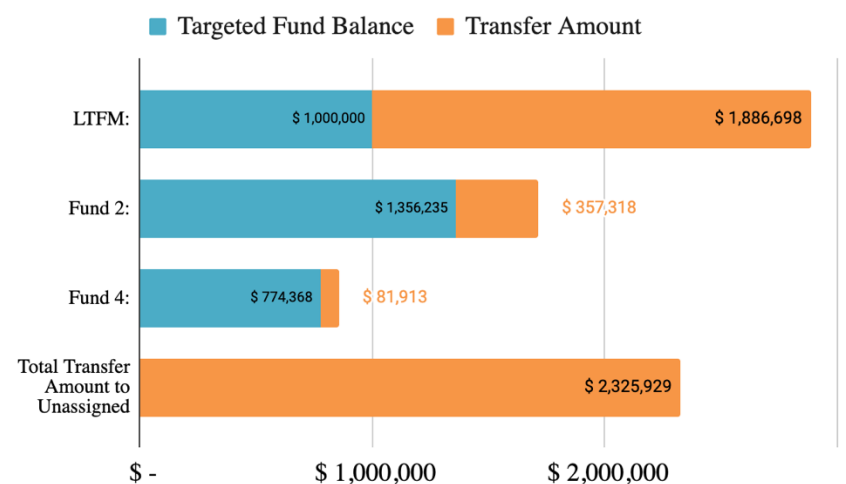 Targeted Fund Balance Transfer Amount
LTFM: $ 1,000,000 $ 1,886,698
Fund 2: $ 1,356,235 $ 357,318
Fund 4: $ 774,368 $ 81,913
Total Transfer
Amount to
Unassigned
$ 2,325,929
$ - $ 1,000,000 $ 2,000,000